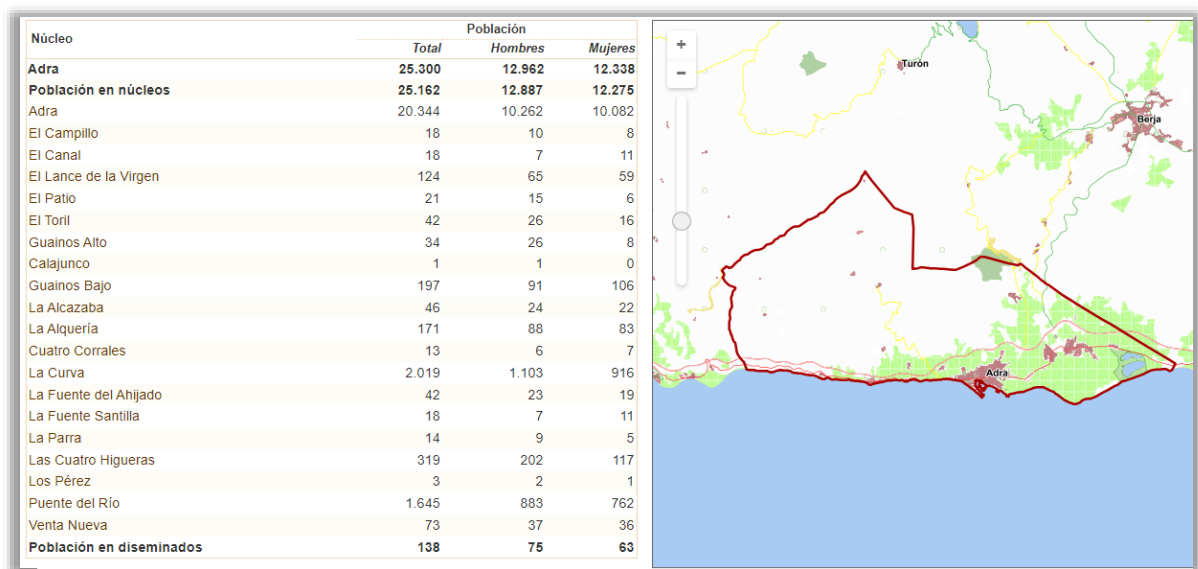 Núcleo Población
Total Hombres Mujeres
Adra 25.300 12.962 12.338
Población en núcleos 25.162 12.887 12.275
Adra 20.344 10.262 10.082
El Campillo 18 10 8
El Canal 18 7 11
El Lance de la Virgen 124 65 59
El Patio 21 15 6
El Toril 42 26 16
Guainos Alto 34 26 8
Calajunco 1 1 0
Guainos Bajo 197 91 106
La Alcazaba 46 24 22
La Alquería 171 88 83
Cuatro Corrales 13 6 7
La Curva 2.019 1.103 916
La Fuente del Ahijado 42 23 19
La Fuente Santilla 18 7 11
La Parra 14 9 5
Las Cuatro Higueras 319 202 117
Los Pérez 3 2 1
Puente del Río 1.645 883 762
Venta Nueva 73 37 36
Población en diseminados 138 75 63
+
−
Turón
Berja
Adra